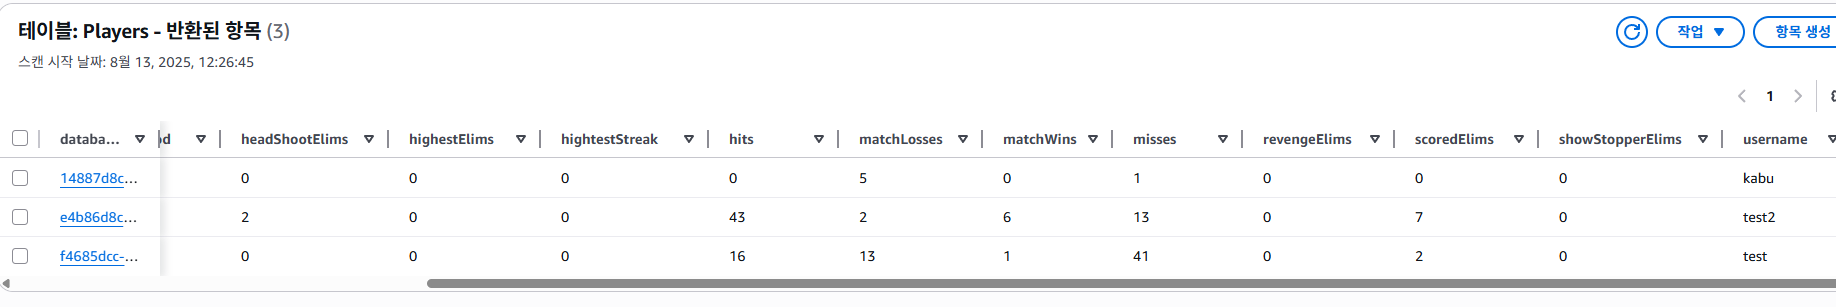 테이블: Players - 반환된 항목 (3)
작업 항목 생성
스캔 시작 날짜: 8월 13, 2025, 12:26:45
1
databa... headShootElims highestElims hightestStreak hits matchLosses matchWins misses revengeElims scoredElims showStopperElims username
14887d8c... 0 0 0 0 5 0 1 0 0 0 kabu
e4b86d8c... 2 0 0 43 2 6 13 0 7 0 test2
f4685dcc-... 0 0 0 16 13 1 41 0 2 0 test